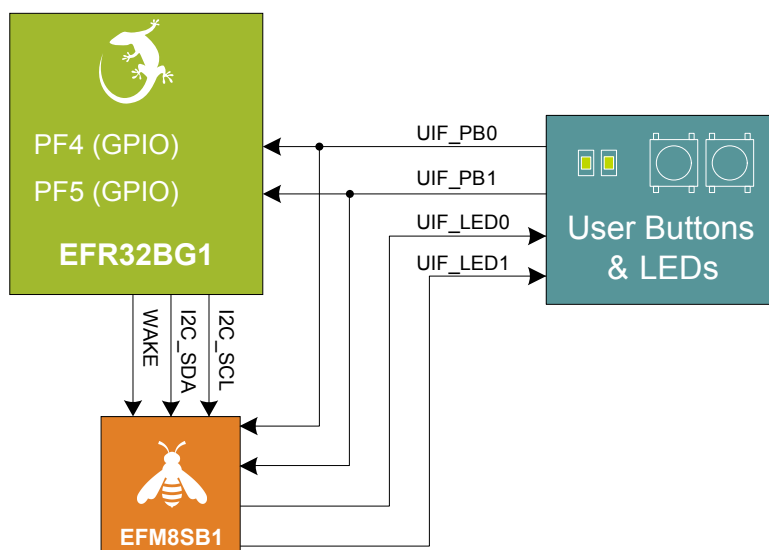 PF4 (GPIO)
PF5 (GPIO)
EFR32BG1
UIF_PB0
UIF_PB1
UIF_LED0
UIF_LED1
User Buttons
& LEDs
WAKE
I2C_SDA
I2C_SCL
EFM8SB1